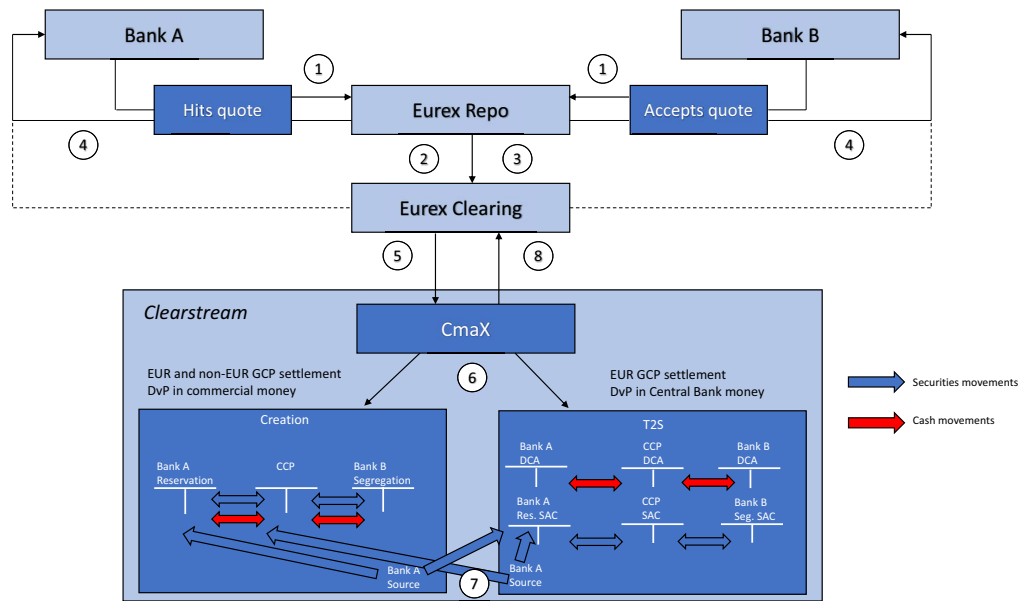 Bank A
Bank B
1
1
Hits quote
Eurex Repo
Accepts quote
4
2
3
4
Eurex Clearing
5
8
Clearstream
CmaX
6
EUR and non-EUR GCP settlement
DvP in commercial money
EUR GCP settlement
DvP in Central Bank money
Securities movements
Cash movements
Creation
T2S
Bank A
DCA
CCP
DCA
Bank B
DCA
Bank A
Reservation
CCP
Bank B
Segregation
Bank A
Res. SAC
CCP
SAC
Bank B
Seg. SAC
Bank A
Source
7
Bank A
Source